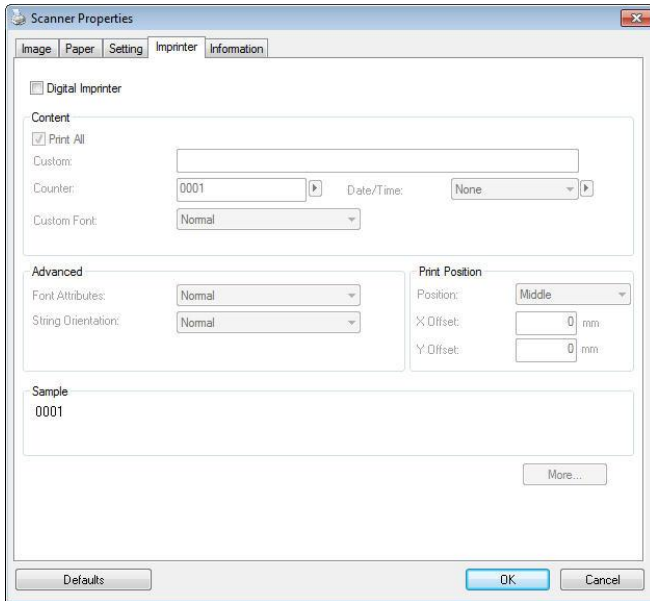 Scanner Properties
Image Paper Setting Imprinter Information
Digital Imprinter
Content
Print All
Custom:
Counter: 0001 Date/Time: None
Custom Font: Normal
Advanced
Font Attributes: Normal
String Orientation: Normal
Print Position
Position: Middle
X Offset: 0 mm
Y Offset: 0 mm
Sample
0001
More...
Defaults OK Cancel